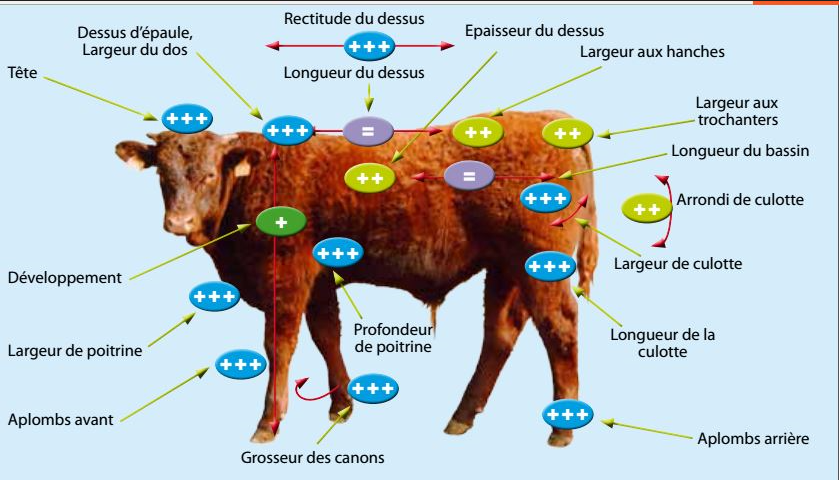 Rectitude du dessus
+++
Dessus d'épaule,
Largeur du dos
Epaisseur du dessus
Largeur aux hanches
Tête
Longueur du dessus
Largeur aux
trochanters
+++
+++
=
++
++
Longueur du bassin
++
=
+++
++
Arrondi de culotte
+
+++
Largeur de culotte
+++
Développement
+++
Profondeur
de poitrine
Longueur de la
culotte
Largeur de poitrine
+++
+++
+++
Aplombs avant
Aplombs arrière
Grosseur des canons